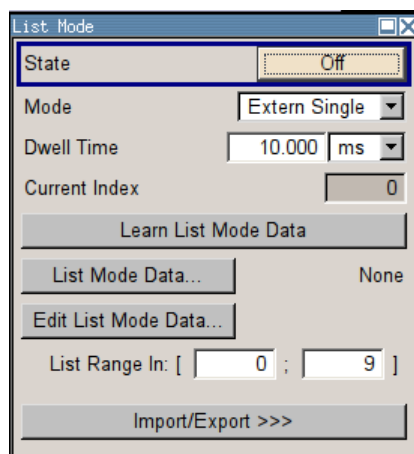 List Mode
State Off
Mode Extern Single
Dwell Time 10.000 ms
Current Index 0
Learn List Mode Data
List Mode Data... None
Edit List Mode Data...
List Range In: [ 0 ; 9 ]
Import/Export >>>